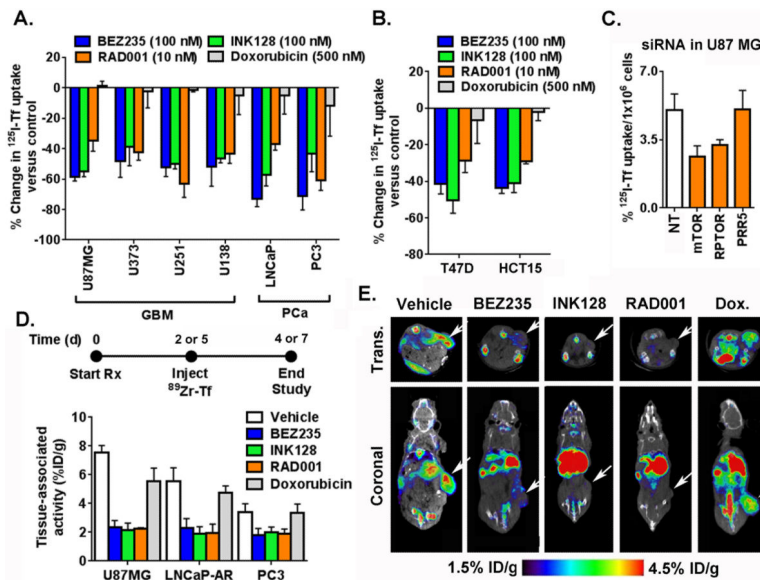 A.
BEZ235 (100 nM)
INK128 (100 nM)
RAD001 (10 nM)
Doxorubicin (500 nM)
% Change in ¹²⁵I-Tf uptake
versus control
20
0
-20
-40
-60
-80
-100
U87MG
U373
U251
U138
LNCaP
PC3
GBM
PCa
B.
BEZ235 (100 nM)
INK128 (100 nM)
RAD001 (10 nM)
Doxorubicin (500 nM)
% Change in ¹²⁵I-Tf uptake
versus control
0
-20
-40
-60
-80
T47D
HCT15
C.
siRNA in U87 MG
% ¹²⁵I-Tf uptake/1x10⁶ cells
7.0
3.5
0
NT
mTOR
RPTOR
PRR5
D.
Time (d)
0
2 or 5
4 or 7
Start Rx
Inject
⁸⁹Zr-Tf
End
Study
Vehicle
BEZ235
INK128
RAD001
Doxorubicin
Tissue-associated
activity (%ID/g)
10
8
6
4
2
0
U87MG
LNCaP-AR
PC3
E.
Vehicle
BEZ235
INK128
RAD001
Dox.
Trans.
Coronal
1.5% ID/g
4.5% ID/g